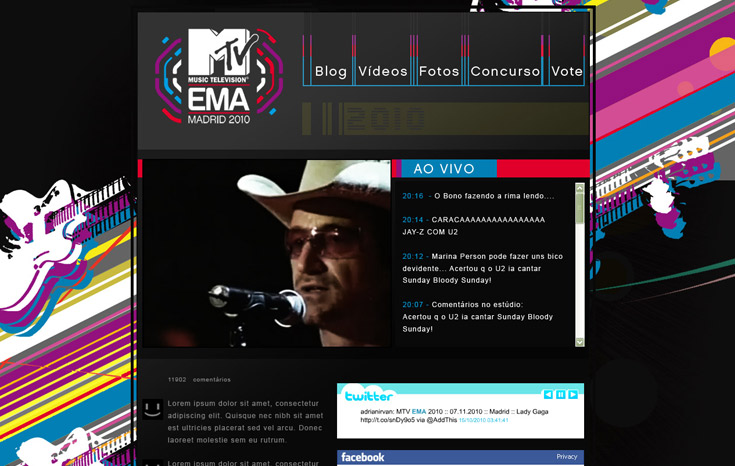 MTV
MUSIC TELEVISION®
EMA
MADRID 2010
Blog Vídeos Fotos Concurso Vote
2010
AO VIVO
20:16 - O Bono fazendo a rima lendo....
20:14 - CARACAAAAAAAAAAAAAAAA
JAY-Z COM U2
20:12 - Marina Person pode fazer uns bico
devidente... Acertou q o U2 ia cantar
Sunday Bloody Sunday!
20:07 - Comentários no estúdio:
Acertou q o U2 ia cantar Sunday Bloody
Sunday!
11902 comentários
Lorem ipsum dolor sit amet, consectetur
adipiscing elit. Quisque nec nibh sit amet
est ultricies placerat sed vel arcu. Donec
laoreet molestie sem eu rutrum.
Lorem ipsum dolor sit amet, consectetur
twitter
adrianirvan: MTV EMA 2010 :: 07.11.2010 :: Madrid :: Lady Gaga
http://t.co/snDy9o5 via @AddThis 15/10/2010 03:41:41
facebook Privacy